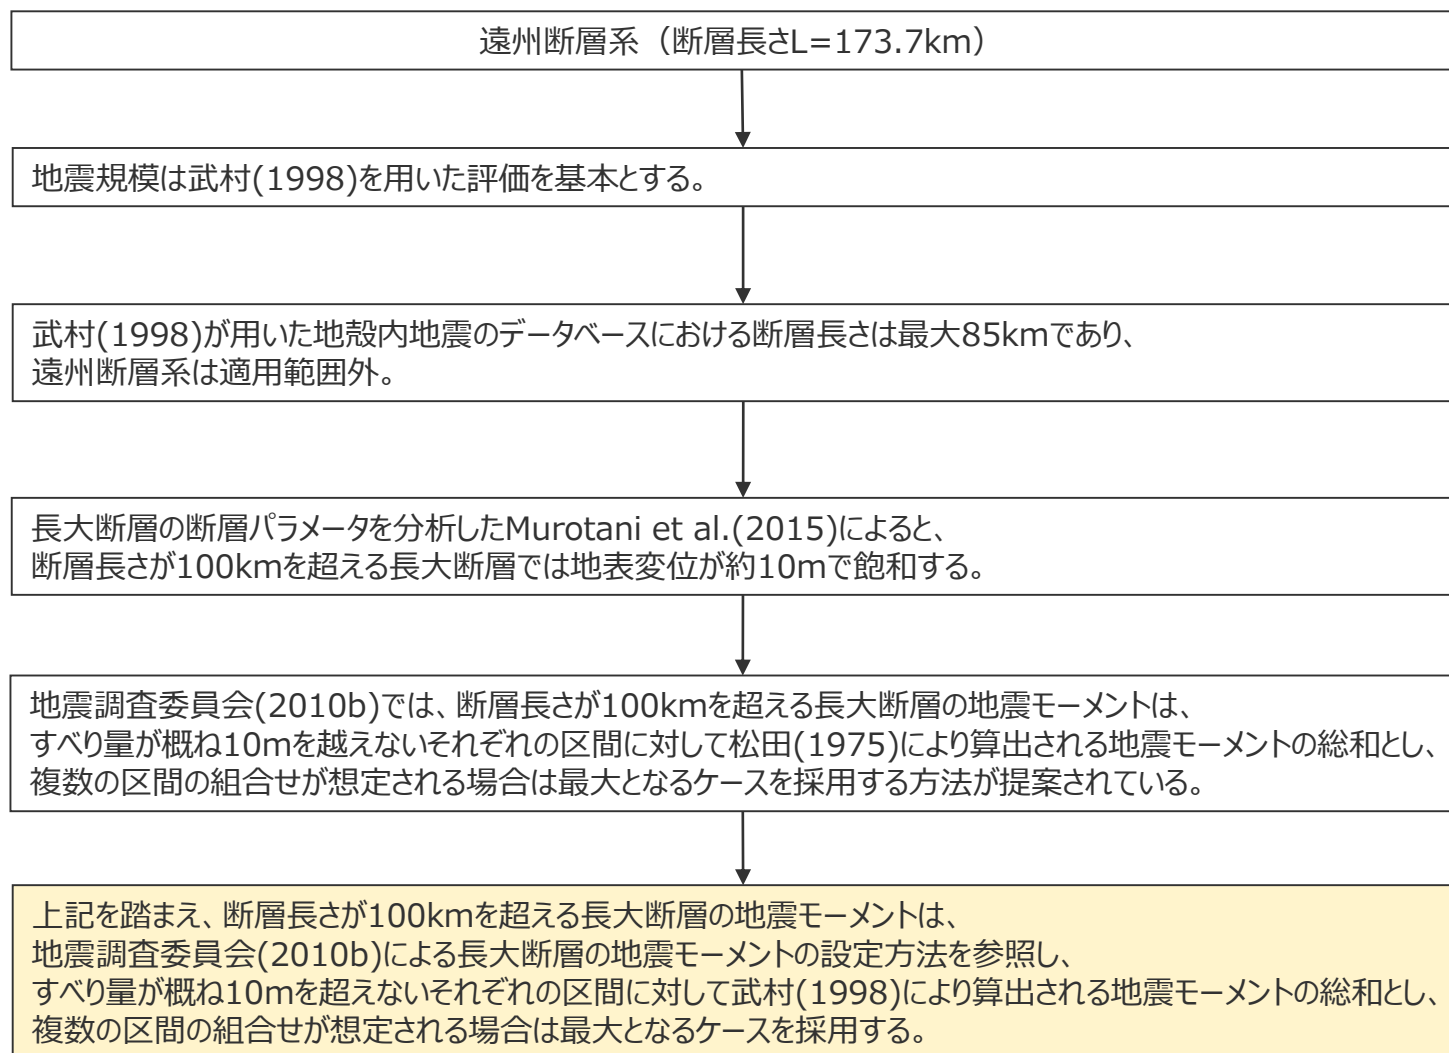 遠州断層系（断層長さL=173.7km）
地震規模は武村(1998)を用いた評価を基本とする。
武村(1998)が用いた地殻内地震のデータベースにおける断層長さは最大85kmであり、
遠州断層系は適用範囲外。
長大断層の断層パラメータを分析したMurotani et al.(2015)によると、
断層長さが100kmを超える長大断層では地表変位が約10mで飽和する。
地震調査委員会(2010b)では、断層長さが100kmを超える長大断層の地震モーメントは、
すべり量が概ね10mを越えないそれぞれの区間に対して松田(1975)により算出される地震モーメントの総和とし、
複数の区間の組合せが想定される場合は最大となるケースを採用する方法が提案されている。
上記を踏まえ、断層長さが100kmを超える長大断層の地震モーメントは、
地震調査委員会(2010b)による長大断層の地震モーメントの設定方法を参照し、
すべり量が概ね10mを超えないそれぞれの区間に対して武村(1998)により算出される地震モーメントの総和とし、
複数の区間の組合せが想定される場合は最大となるケースを採用する。